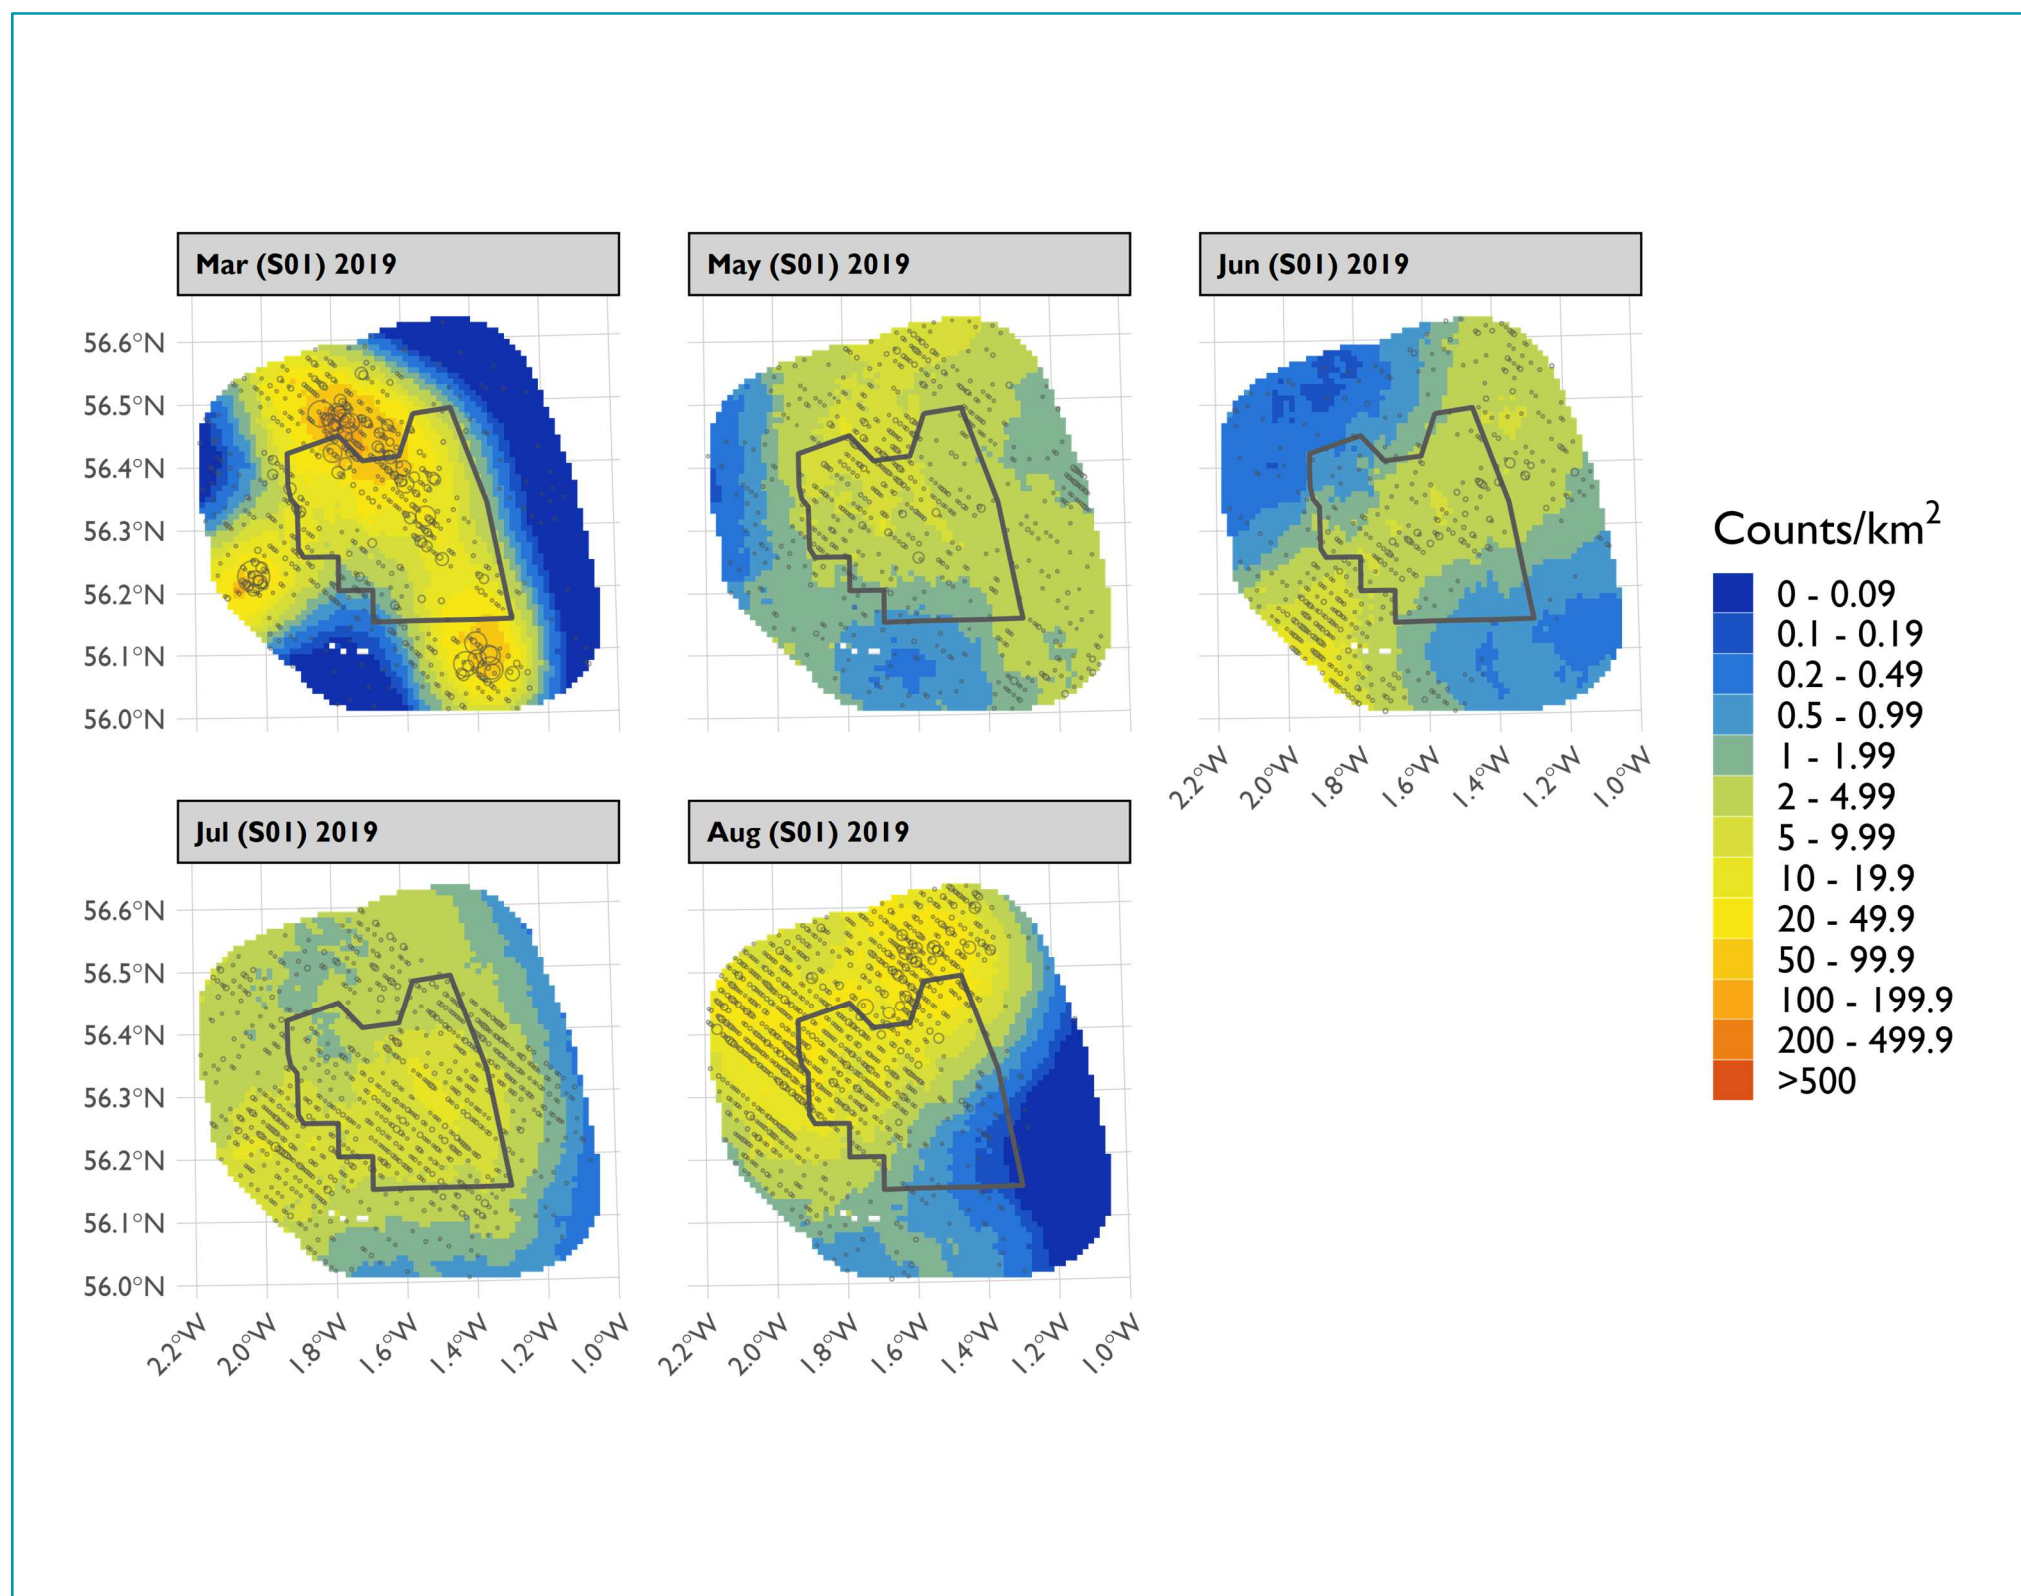 Mar (S01) 2019
May (S01) 2019
Jun (S01) 2019
56.6°N
56.5°N
56.4°N
56.3°N
56.2°N
56.1°N
56.0°N
2.2°W
2.0°W
1.8°W
1.6°W
1.4°W
1.2°W
1.0°W
Jul (S01) 2019
Aug (S01) 2019
56.6°N
56.5°N
56.4°N
56.3°N
56.2°N
56.1°N
56.0°N
2.2°W
2.0°W
1.8°W
1.6°W
1.4°W
1.2°W
1.0°W
2.2°W
2.0°W
1.8°W
1.6°W
1.4°W
1.2°W
1.0°W
Counts/km²
0 - 0.09
0.1 - 0.19
0.2 - 0.49
0.5 - 0.99
1 - 1.99
2 - 4.99
5 - 9.99
10 - 19.9
20 - 49.9
50 - 99.9
100 - 199.9
200 - 499.9
>500